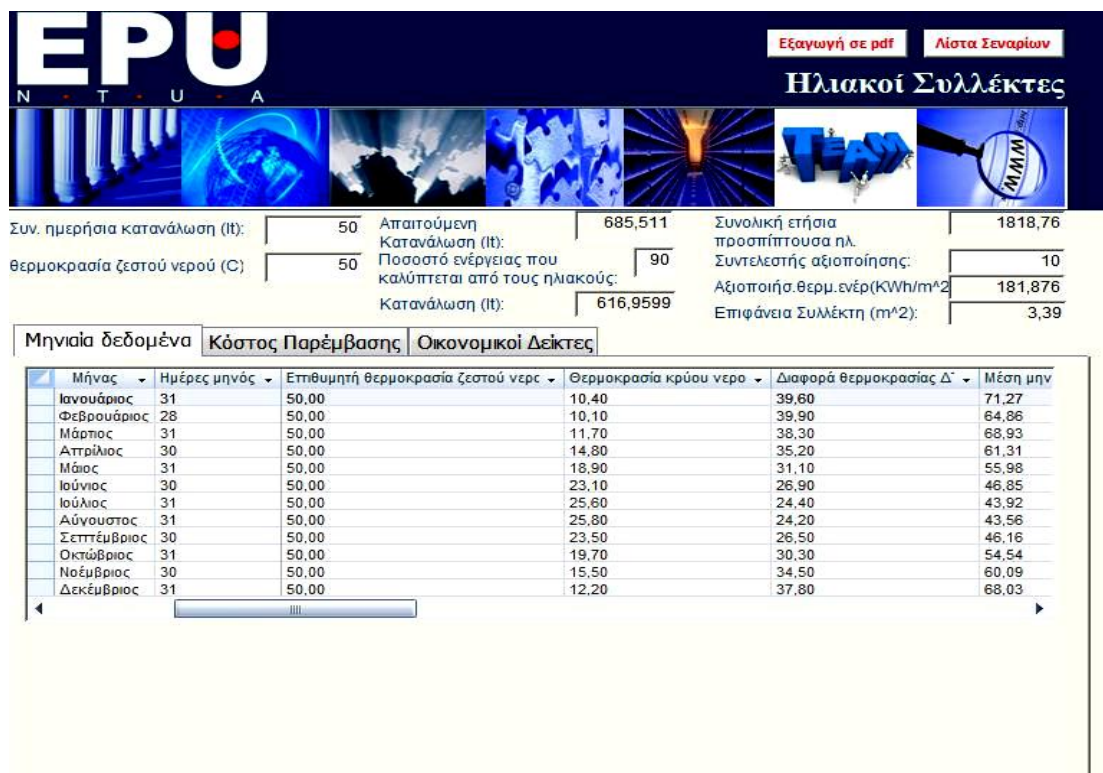 EPU
N · T · U · A
Εξαγωγή σε pdf Λίστα Σεναρίων
Ηλιακοί Συλλέκτες
TEAM
http
WWW.
Συν. ημερήσια κατανάλωση (lt): 50
θερμοκρασία ζεστού νερού (C) 50
Απαιτούμενη Κατανάλωση (lt): 685,511
Ποσοστό ενέργειας που καλύπτεται από τους ηλιακούς: 90
Κατανάλωση (lt): 616,9599
Συνολική ετήσια προσπίπτουσα ηλ. 1818,76
Συντελεστής αξιοποίησης: 10
Αξιοποιήσ.θερμ.ενέρ(KWh/m^2 181,876
Επιφάνεια Συλλέκτη (m^2): 3,39
Μηνιαία δεδομένα Κόστος Παρέμβασης Οικονομικοί Δείκτες
Μήνας Ημέρες μηνός Επιθυμητή θερμοκρασία ζεστού νερο Θερμοκρασία κρύου νερο Διαφορά θερμοκρασίας Δ Μέση μην
Ιανουάριος 31 50,00 10,40 39,60 71,27
Φεβρουάριος 28 50,00 10,10 39,90 64,86
Μάρτιος 31 50,00 11,70 38,30 68,93
Απρίλιος 30 50,00 14,80 35,20 61,31
Μάιος 31 50,00 18,90 31,10 55,98
Ιούνιος 30 50,00 23,10 26,90 46,85
Ιούλιος 31 50,00 25,60 24,40 43,92
Αύγουστος 31 50,00 25,80 24,20 43,56
Σεπτέμβριος 30 50,00 23,50 26,50 46,16
Οκτώβριος 31 50,00 19,70 30,30 54,54
Νοέμβριος 30 50,00 15,50 34,50 60,09
Δεκέμβριος 31 50,00 12,20 37,80 68,03